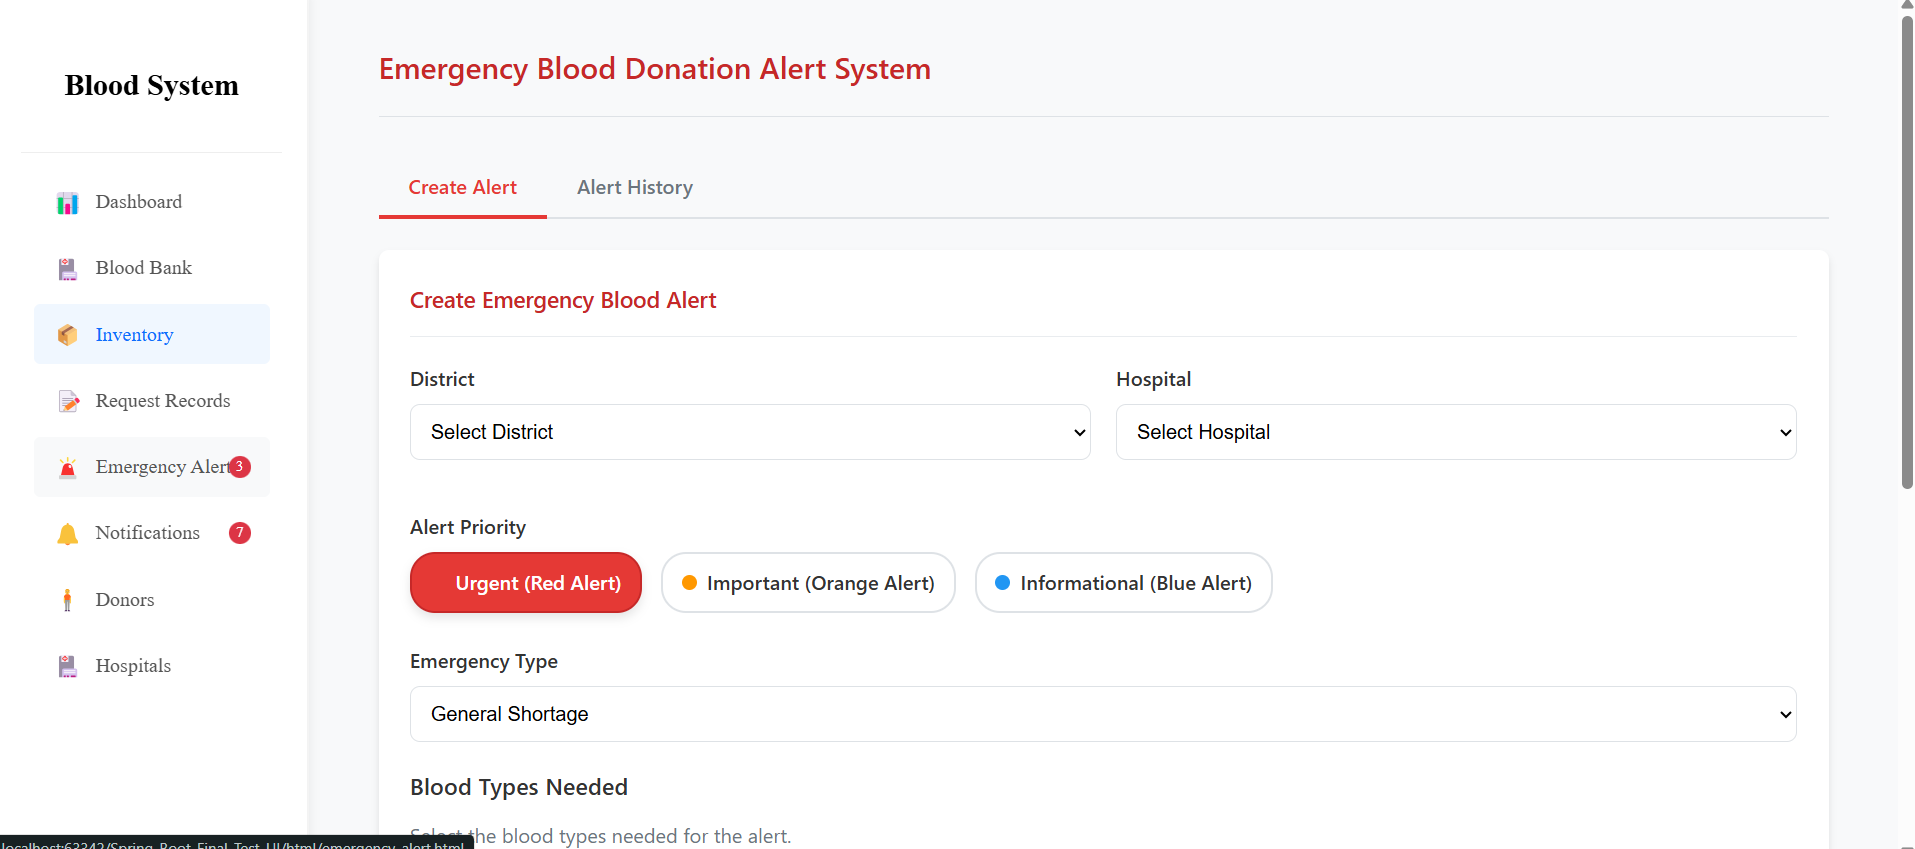 Blood System
Dashboard
Blood Bank
Inventory
Request Records
Emergency Alert 3
Notifications 7
Donors
Hospitals
Emergency Blood Donation Alert System
Create Alert Alert History
Create Emergency Blood Alert
District Hospital
Select District Select Hospital
Alert Priority
Urgent (Red Alert) Important (Orange Alert) Informational (Blue Alert)
Emergency Type
General Shortage
Blood Types Needed
Select the blood types needed for the alert.
localhost:63342/Spring_Boot_Final_Test_UI/html/emergency_alert.html